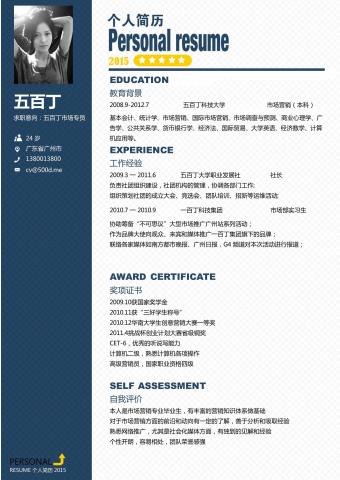 个人简历
Personal resume
2015
五百丁
求职意向：五百丁市场专员
24 岁
广东省广州市
1380013800
cv@500d.me
EDUCATION
教育背景
2008.9-2012.7 五百丁科技大学 市场营销（本科）
基本会计、统计学、市场营销、国际市场营销、市场调查与预测、商业心理学、广
告学、公共关系学、货币银行学、经济法、国际贸易、大学英语、经济数学、计算
机应用等。
EXPERIENCE
工作经验
2009.3 — 2011.6 五百丁大学职业发展社 社长
负责社团组织建设，社团机构的管理，协调各部门工作;
组织策划社团的成立大会、竞选会、团队培训、招新等运维活动;
2010.7 — 2010.9 一百丁科技集团 市场部实习生
协助筹备“不可思议”大型市场推广广州站系列活动；
作为品牌大使向观众、来宾和媒体推广一百丁集团旗下的品牌；
联络各家媒体如南方都市晚报、广州日报，G4 频道对本次活动进行报道；
AWARD CERTIFICATE
奖项证书
2009.10获国家奖学金
2010.11获“三好学生称号”
2010.12华南大学生创意营销大赛一等奖
2011.4挑战杯创业计划大赛省级铜奖
CET-6，优秀的听说写能力
计算机二级，熟悉计算机各项操作
高级营销员，国家职业资格四级
SELF ASSESSMENT
自我评价
本人是市场营销专业毕业生，有丰富的营销知识体系做基础
对于市场营销方面的前沿和动向有一定的了解，善于分析和吸取经验
熟悉网络推广，尤其是社会化媒体方面，有独到的见解和经验
个性开朗，容易相处，团队荣誉感强
PERSONAL
RESUME 个人简历 2015